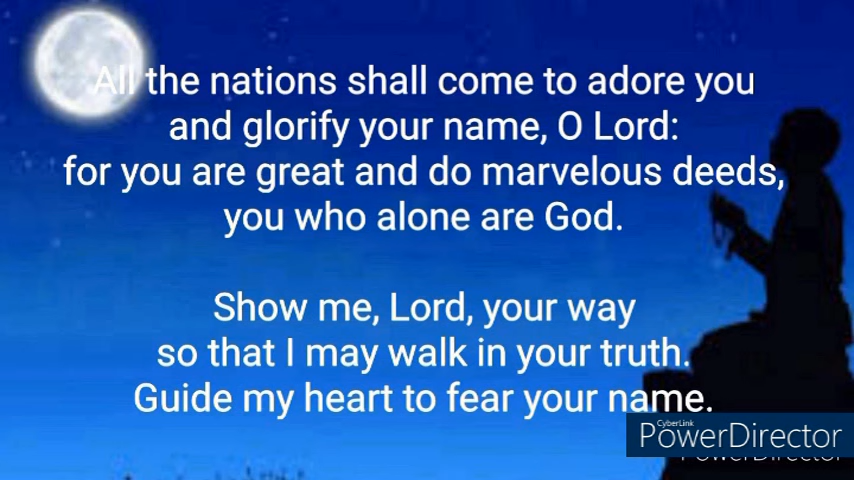 All the nations shall come to adore you
and glorify your name, O Lord:
for you are great and do marvelous deeds,
you who alone are God.
Show me, Lord, your way
so that I may walk in your truth.
Guide my heart to fear your name.
CyberLink
PowerDirector
PowerDirector